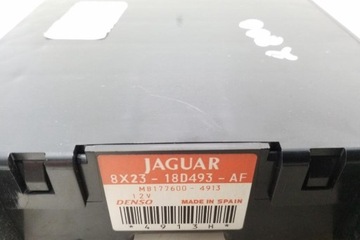 JAGUAR
8X23 - 18D493 - AF
MB177600 - 4913
12V
DENSO MADE IN SPAIN
*4913H*